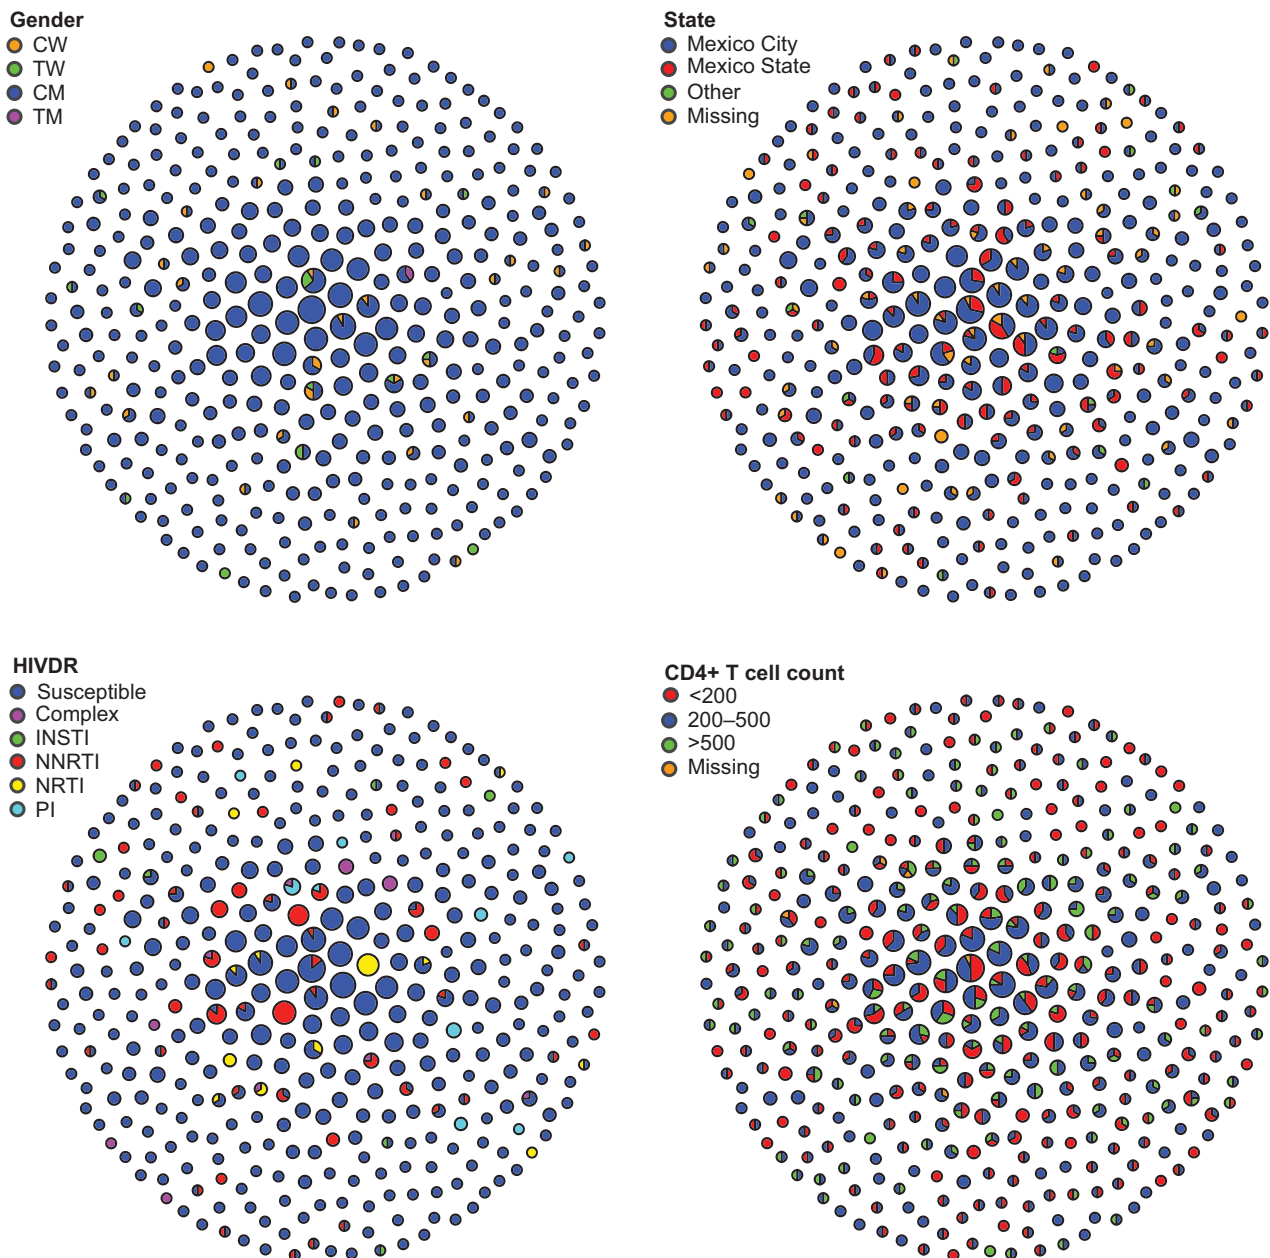 Gender
CW
TW
CM
TM
State
Mexico City
Mexico State
Other
Missing
HIVDR
Susceptible
Complex
INSTI
NNRTI
NRTI
PI
CD4+ T cell count
<200
200–500
>500
Missing